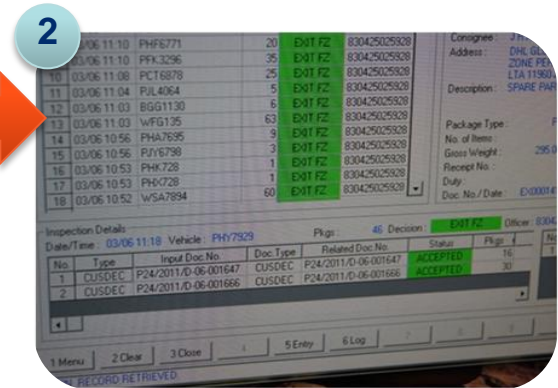 2
03/06 11:10 PHF6771 20 EXIT FZ 830425025928
03/06 11:10 PFK3296 35 EXIT FZ 830425025928
10 03/06 11:08 PCT6878 25 EXIT FZ 830425025928
11 03/06 11:04 PJL4064 5 EXIT FZ 830425025928
12 03/06 11:03 BGG1130 6 EXIT FZ 830425025928
13 03/06 11:03 WFG135 63 EXIT FZ 830425025928
14 03/06 10:56 PHA7695 9 EXIT FZ 830425025928
15 03/06 10:56 PJY6798 3 EXIT FZ 830425025928
16 03/06 10:53 PHK728 1 EXIT FZ 830425025928
17 03/06 10:53 PHX728 1 EXIT FZ 830425025928
18 03/06 10:52 WSA7894 60 EXIT FZ 830425025928
Consignee :
Address : DHL
ZONE
LTA 11960
Description : SPARE
Package Type :
No. of Items :
Gross Weight : 295.0
Receipt No. :
Duty :
Doc. No./ Date :
Inspection Details
Date/Time : 03/06 11:18 Vehicle : PHY7929 Pkgs : 46 Decision : EXIT FZ Officer : 8304
No Type Input Doc.No. Doc.Type Related Doc.No. Status Pkgs
1 CUSDEC P24/2011/D-06-001647 CUSDEC P24/2011/D-06-001647 ACCEPTED 16
2 CUSDEC P24/2011/D-06-001666 CUSDEC P24/2011/D-06-001666 ACCEPTED 30
1 Menu 2 Clear 3 Close 4 5 Entry 6 Log 7
RECORD RETRIEVED